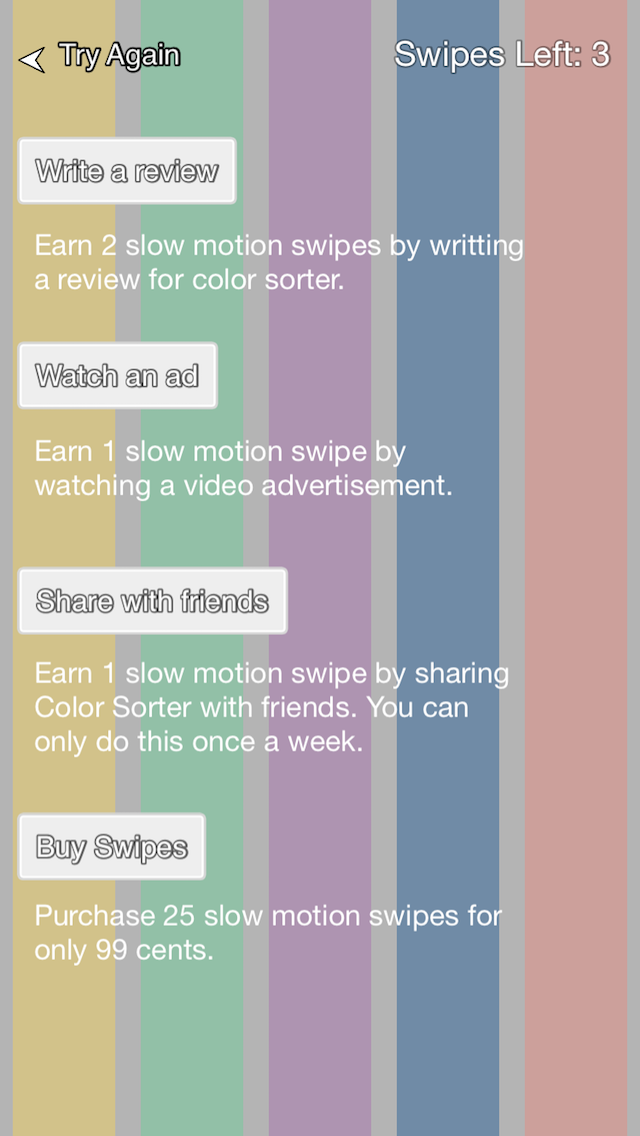 Try Again
Swipes Left: 3
Write a review
Earn 2 slow motion swipes by writting
a review for color sorter.
Watch an ad
Earn 1 slow motion swipe by
watching a video advertisement.
Share with friends
Earn 1 slow motion swipe by sharing
Color Sorter with friends. You can
only do this once a week.
Buy Swipes
Purchase 25 slow motion swipes for
only 99 cents.